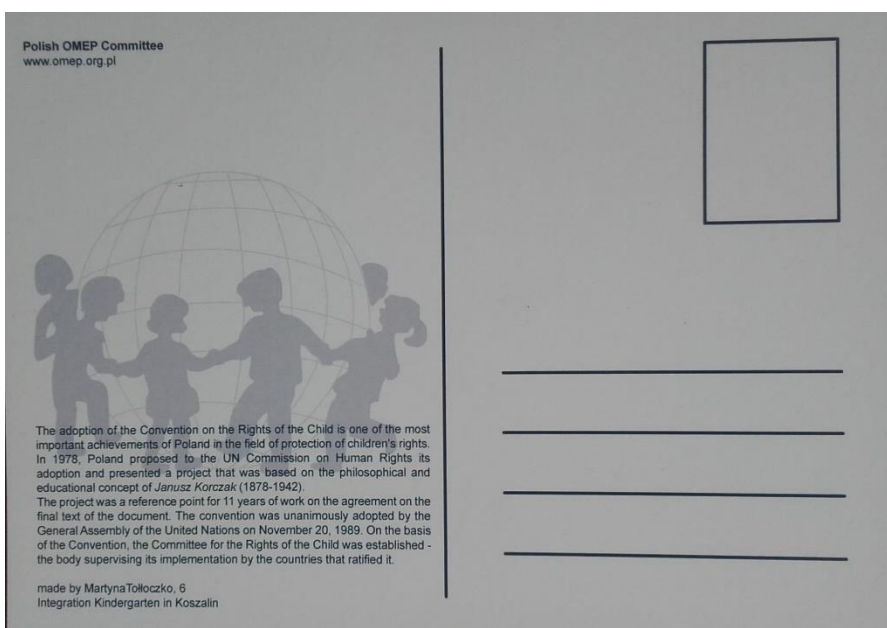 Polish OMEP Committee
www.omep.org.pl
The adoption of the Convention on the Rights of the Child is one of the most
important achievements of Poland in the field of protection of children's rights.
In 1978, Poland proposed to the UN Commission on Human Rights its
adoption and presented a project that was based on the philosophical and
educational concept of Janusz Korczak (1878-1942).
The project was a reference point for 11 years of work on the agreement on the
final text of the document. The convention was unanimously adopted by the
General Assembly of the United Nations on November 20, 1989. On the basis
of the Convention, the Committee for the Rights of the Child was established -
the body supervising its implementation by the countries that ratified it.
made by MartynaTołłoczko, 6
Integration Kindergarten in Koszalin